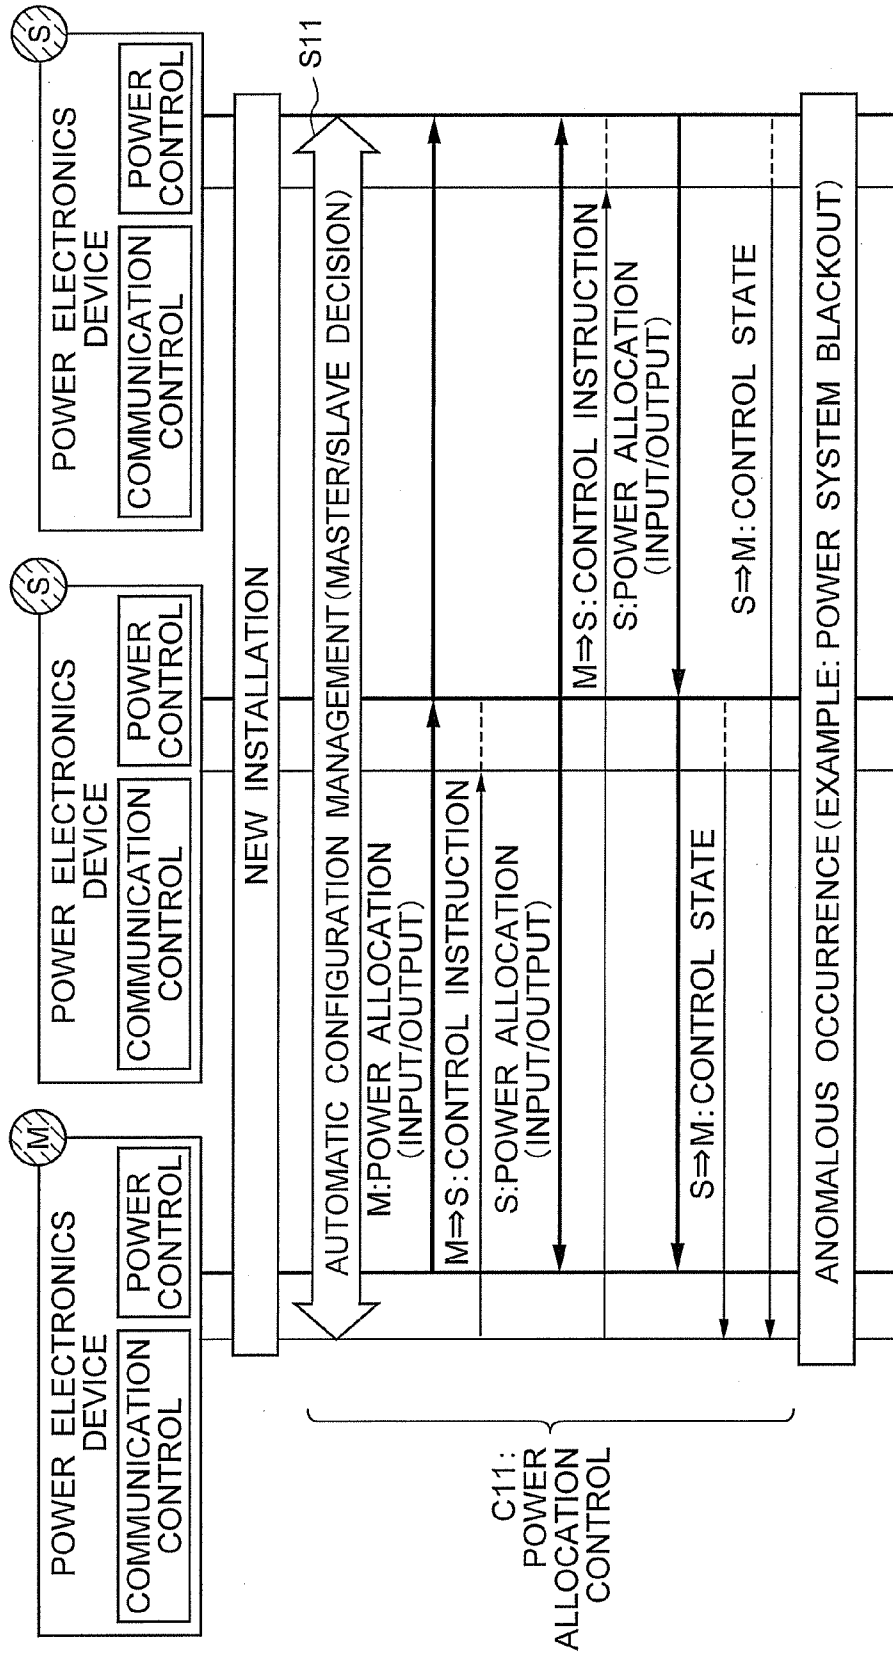 M
POWER ELECTRONICS
DEVICE
COMMUNICATION
CONTROL
POWER
CONTROL
S
POWER ELECTRONICS
DEVICE
COMMUNICATION
CONTROL
POWER
CONTROL
S
POWER ELECTRONICS
DEVICE
COMMUNICATION
CONTROL
POWER
CONTROL
NEW INSTALLATION
S11
AUTOMATIC CONFIGURATION MANAGEMENT(MASTER/SLAVE DECISION)
M:POWER ALLOCATION
(INPUT/OUTPUT)
M⇒S:CONTROL INSTRUCTION
S:POWER ALLOCATION
(INPUT/OUTPUT)
M⇒S:CONTROL INSTRUCTION
S:POWER ALLOCATION
(INPUT/OUTPUT)
S⇒M:CONTROL STATE
S⇒M:CONTROL STATE
C11:
POWER
ALLOCATION
CONTROL
ANOMALOUS OCCURRENCE(EXAMPLE: POWER SYSTEM BLACKOUT)